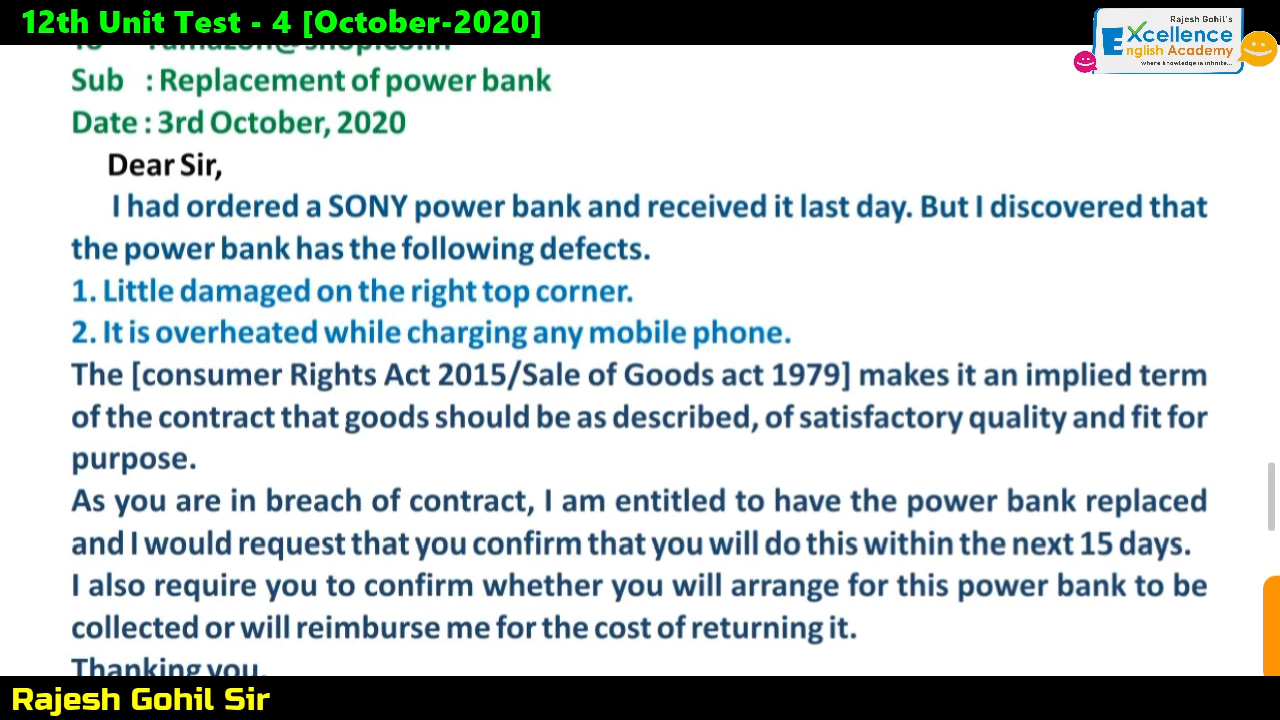 12th Unit Test - 4 [October-2020]
Rajesh Gohil's
Excellence
English Academy
where knowledge is infinite...
Sub : Replacement of power bank
Date : 3rd October, 2020
Dear Sir,
I had ordered a SONY power bank and received it last day. But I discovered that
the power bank has the following defects.
1. Little damaged on the right top corner.
2. It is overheated while charging any mobile phone.
The [consumer Rights Act 2015/Sale of Goods act 1979] makes it an implied term
of the contract that goods should be as described, of satisfactory quality and fit for
purpose.
As you are in breach of contract, I am entitled to have the power bank replaced
and I would request that you confirm that you will do this within the next 15 days.
I also require you to confirm whether you will arrange for this power bank to be
collected or will reimburse me for the cost of returning it.
Thanking you.
Rajesh Gohil Sir